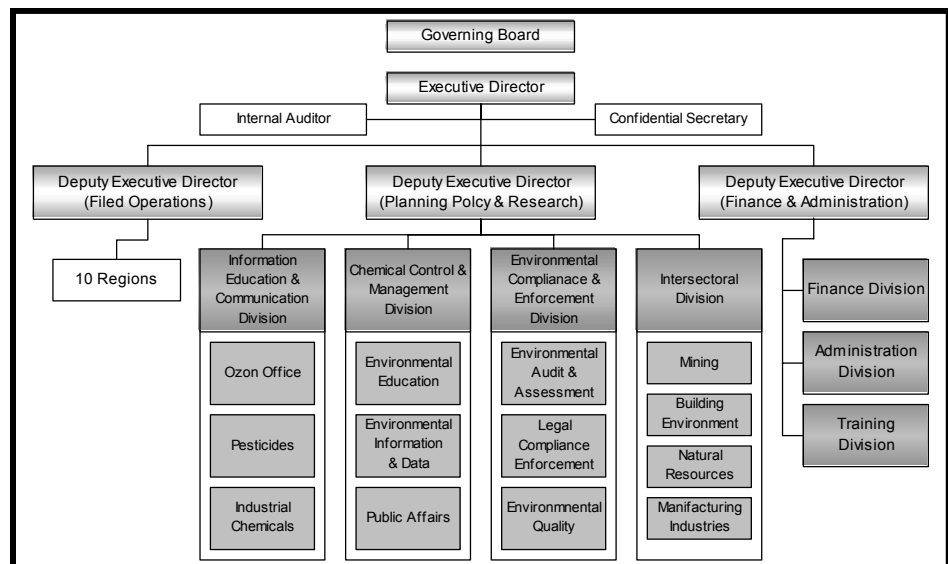 Governing Board
Executive Director
Internal Auditor
Confidential Secretary
Deputy Executive Director
(Filed Operations)
Deputy Executive Director
(Planning Polcy & Research)
Deputy Executive Director
(Finance & Administration)
10 Regions
Information
Education &
Communication
Division
Chemical Control &
Management
Division
Environmental
Complianace &
Enforcement
Division
Intersectoral
Division
Finance Division
Administration
Division
Training
Division
Ozon Office
Pesticides
Industrial
Chemicals
Environmental
Education
Environmental
Information
& Data
Public Affairs
Environmental
Audit &
Assessment
Legal
Compliance
Enforcement
Environmnental
Quality
Mining
Building
Environment
Natural
Resources
Manifacturing
Industries